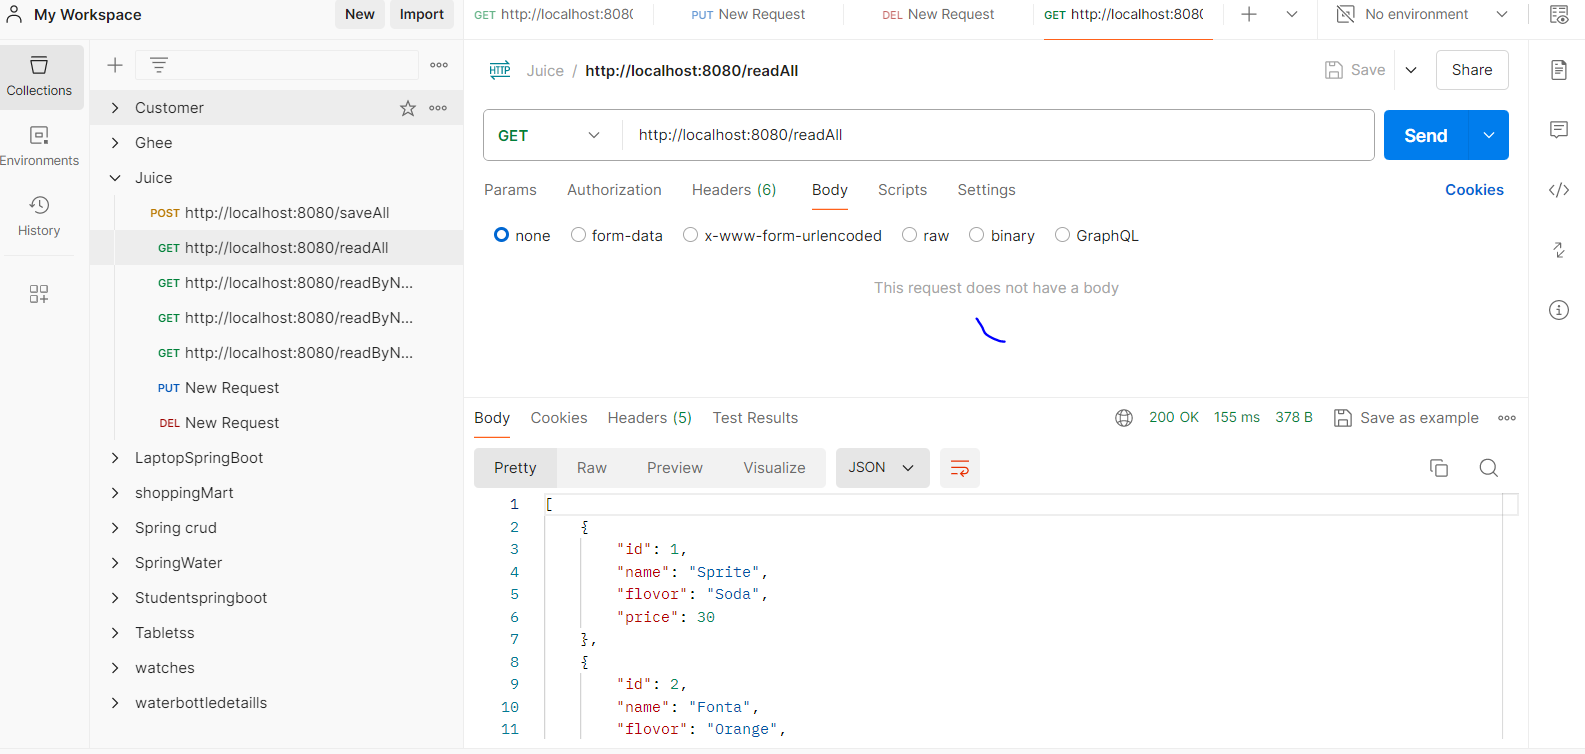 My Workspace
New
Import
GET http://localhost:8080
PUT New Request
DEL New Request
GET http://localhost:8080
No environment
Collections
Environments
History
Customer
Ghee
Juice
POST http://localhost:8080/saveAll
GET http://localhost:8080/readAll
GET http://localhost:8080/readByN...
GET http://localhost:8080/readByN...
GET http://localhost:8080/readByN...
PUT New Request
DEL New Request
LaptopSpringBoot
shoppingMart
Spring crud
SpringWater
Studentspringboot
Tabletss
watches
waterbottledetaills
HTTP Juice / http://localhost:8080/readAll
Save
Share
GET http://localhost:8080/readAll
Send
Params Authorization Headers (6) Body Scripts Settings Cookies
none form-data x-www-form-urlencoded raw binary GraphQL
This request does not have a body
Body Cookies Headers (5) Test Results 200 OK 155 ms 378 B Save as example
Pretty Raw Preview Visualize JSON
1 [
2 {
3 "id": 1,
4 "name": "Sprite",
5 "flovor": "Soda",
6 "price": 30
7 },
8 {
9 "id": 2,
10 "name": "Fonta",
11 "flovor": "Orange",